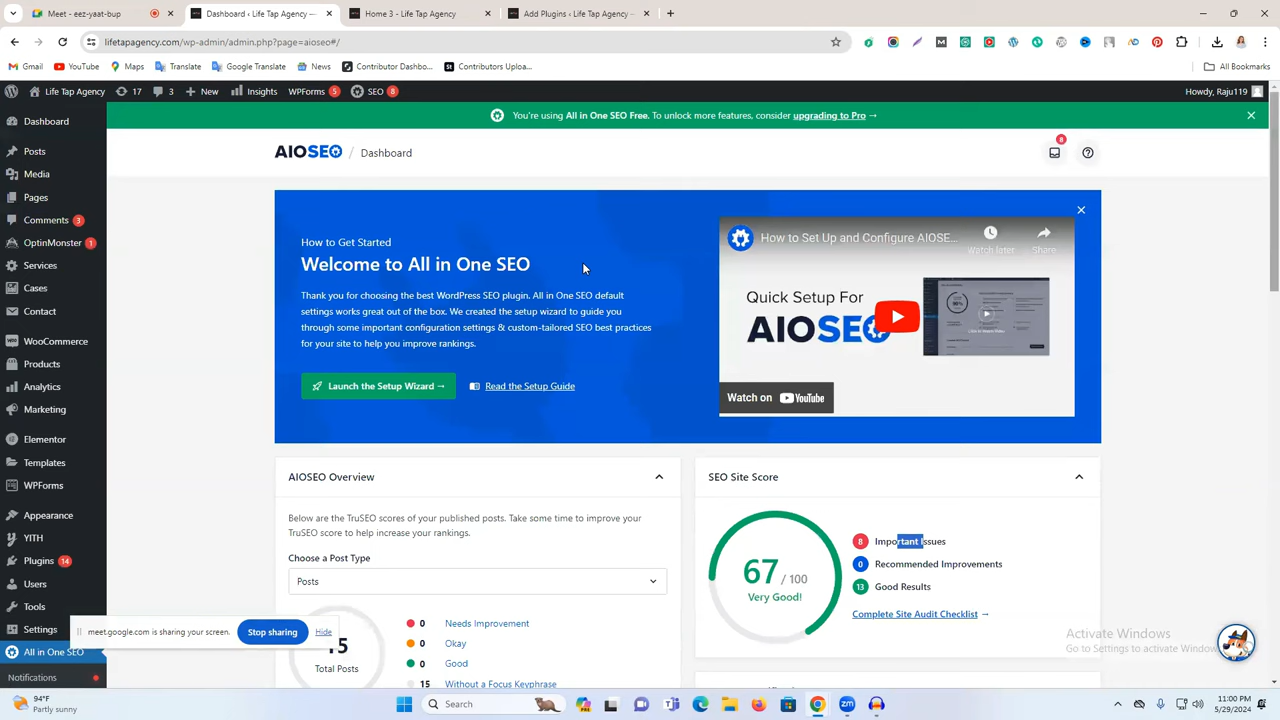 Meet - eez-yaat-bup
Dashboard ‹ Life Tap Agency —
Home 3 - Life Tap Agency
Add Plugins ‹ Life Tap Agency —
lifetapagency.com/wp-admin/admin.php?page=aioseo#/
Gmail
YouTube
Maps
Translate
Google Translate
News
Contributor Dashbo...
Contributors Uploa...
All Bookmarks
Life Tap Agency
17
3
New
Insights
WPForms 5
SEO 8
Howdy, Raju119
You're using All in One SEO Free. To unlock more features, consider upgrading to Pro →
Dashboard
Posts
Media
Pages
Comments 3
OptinMonster 1
Services
Cases
Contact
WooCommerce
Products
Analytics
Marketing
Elementor
Templates
WPForms
Appearance
YITH
Plugins 14
Users
Tools
Settings
All in One SEO
Notifications
AIOSEO / Dashboard
8
How to Get Started
Welcome to All in One SEO
Thank you for choosing the best WordPress SEO plugin. All in One SEO default
settings works great out of the box. We created the setup wizard to guide you
through some important configuration settings & custom-tailored SEO best practices
for your site to help you improve rankings.
Launch the Setup Wizard →
Read the Setup Guide
How to Set Up and Configure AIOSE...
Watch later
Share
Quick Setup For
AIOSEO
Watch on YouTube
AIOSEO Overview
Below are the TruSEO scores of your published posts. Take some time to improve your
TruSEO score to help increase your rankings.
Choose a Post Type
Posts
15
Total Posts
0 Needs Improvement
0 Okay
0 Good
15 Without a Focus Keyphrase
SEO Site Score
67 / 100
Very Good!
8 Important Issues
0 Recommended Improvements
13 Good Results
Complete Site Audit Checklist →
meet.google.com is sharing your screen.
Stop sharing
Hide
Activate Windows
Go to Settings to activate Window
94°F
Partly sunny
Search
11:00 PM
5/29/2024